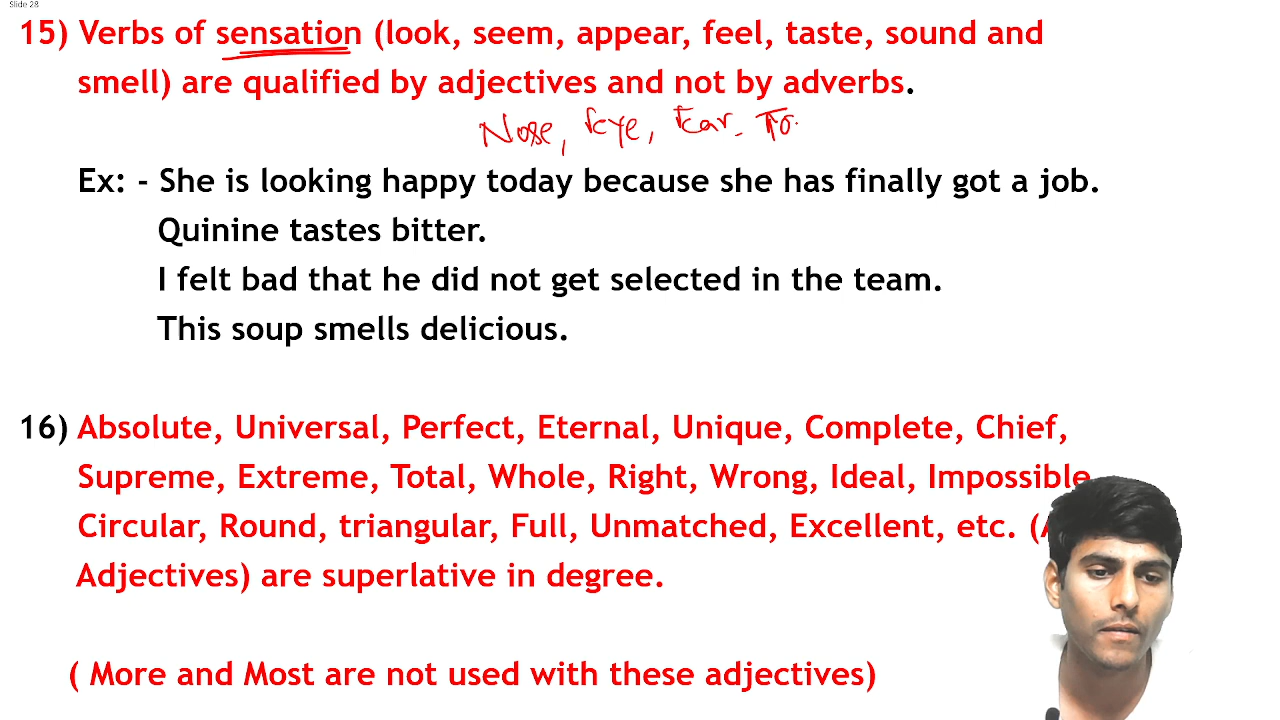 Slide 28
15) Verbs of sensation (look, seem, appear, feel, taste, sound and
smell) are qualified by adjectives and not by adverbs.
Nose, Eye, Ear. To
Ex: - She is looking happy today because she has finally got a job.
Quinine tastes bitter.
I felt bad that he did not get selected in the team.
This soup smells delicious.
16) Absolute, Universal, Perfect, Eternal, Unique, Complete, Chief,
Supreme, Extreme, Total, Whole, Right, Wrong, Ideal, Impossible
Circular, Round, triangular, Full, Unmatched, Excellent, etc. (
Adjectives) are superlative in degree.
( More and Most are not used with these adjectives)